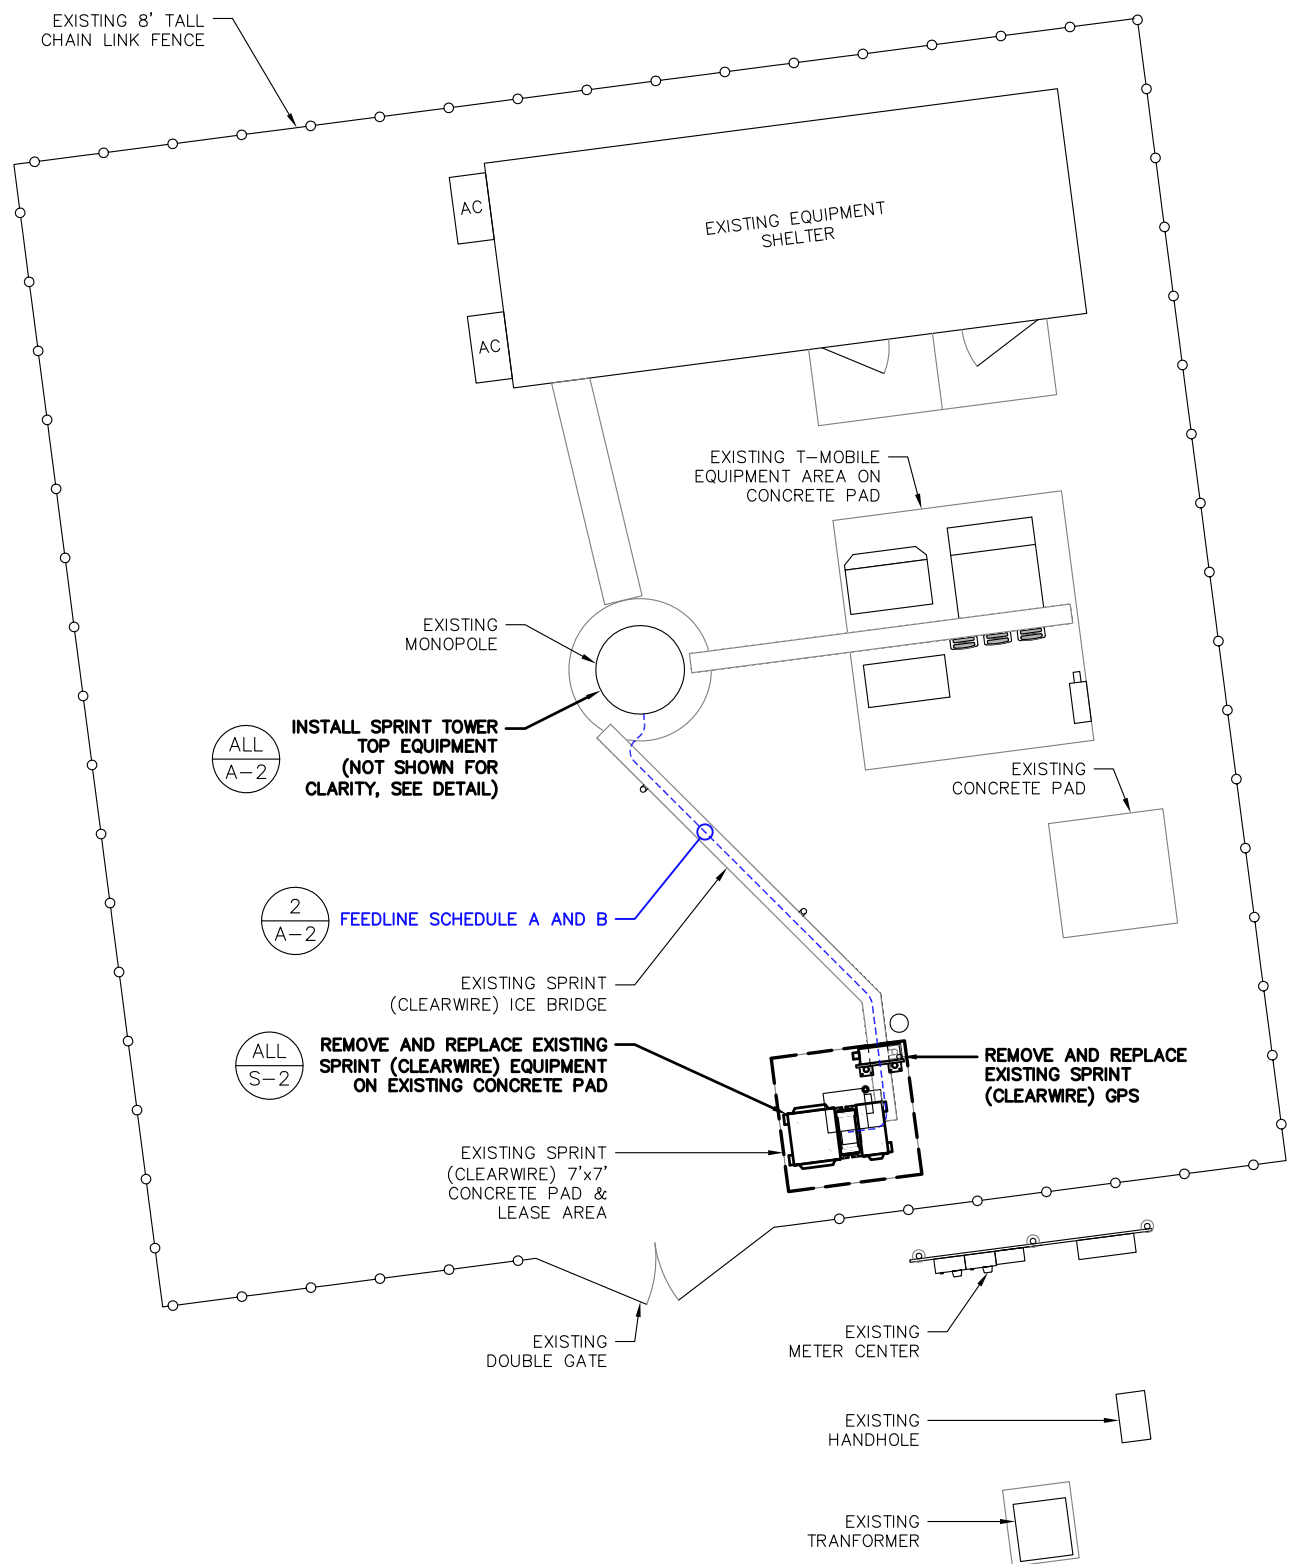 EXISTING 8' TALL
CHAIN LINK FENCE
AC
EXISTING EQUIPMENT
SHELTER
AC
EXISTING T-MOBILE
EQUIPMENT AREA ON
CONCRETE PAD
EXISTING
MONOPOLE
ALL
A-2
INSTALL SPRINT TOWER
TOP EQUIPMENT
(NOT SHOWN FOR
CLARITY, SEE DETAIL)
EXISTING
CONCRETE PAD
2
A-2
FEEDLINE SCHEDULE A AND B
EXISTING SPRINT
(CLEARWIRE) ICE BRIDGE
ALL
S-2
REMOVE AND REPLACE EXISTING
SPRINT (CLEARWIRE) EQUIPMENT
ON EXISTING CONCRETE PAD
REMOVE AND REPLACE
EXISTING SPRINT
(CLEARWIRE) GPS
EXISTING SPRINT
(CLEARWIRE) 7'x7'
CONCRETE PAD &
LEASE AREA
EXISTING
DOUBLE GATE
EXISTING
METER CENTER
EXISTING
HANDHOLE
EXISTING
TRANFORMER